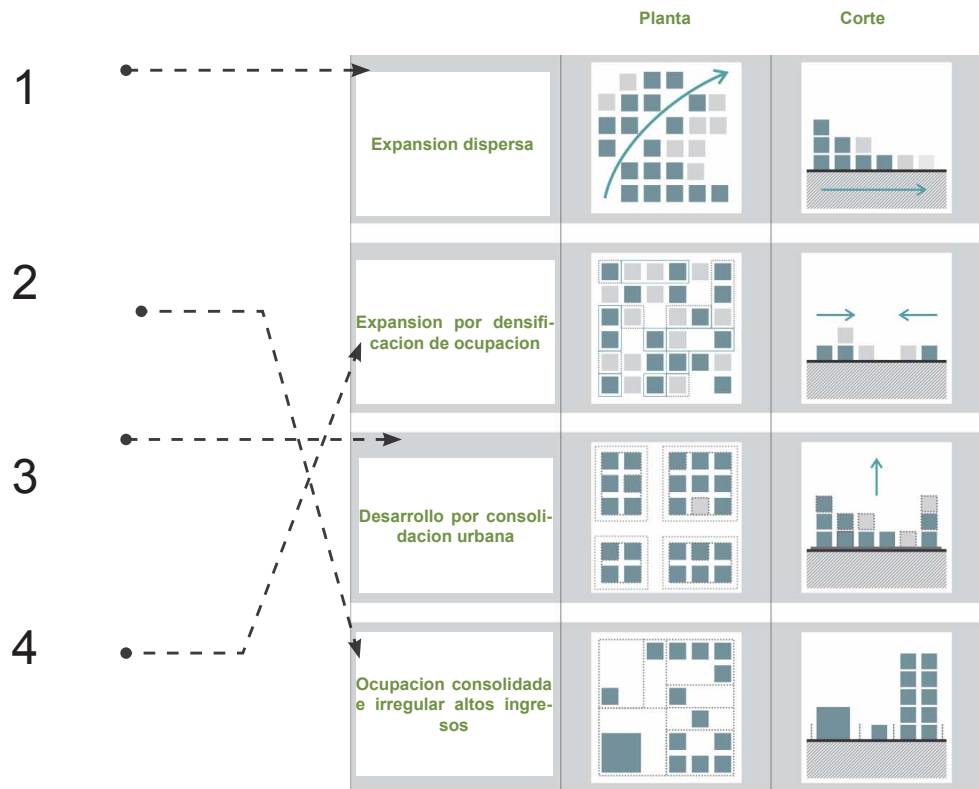 Planta
Corte
1
Expansion dispersa
2
Expansion por densifi-
cacion de ocupacion
3
Desarrollo por consoli-
dacion urbana
4
Ocupacion consolidada
e irregular altos ingre-
sos